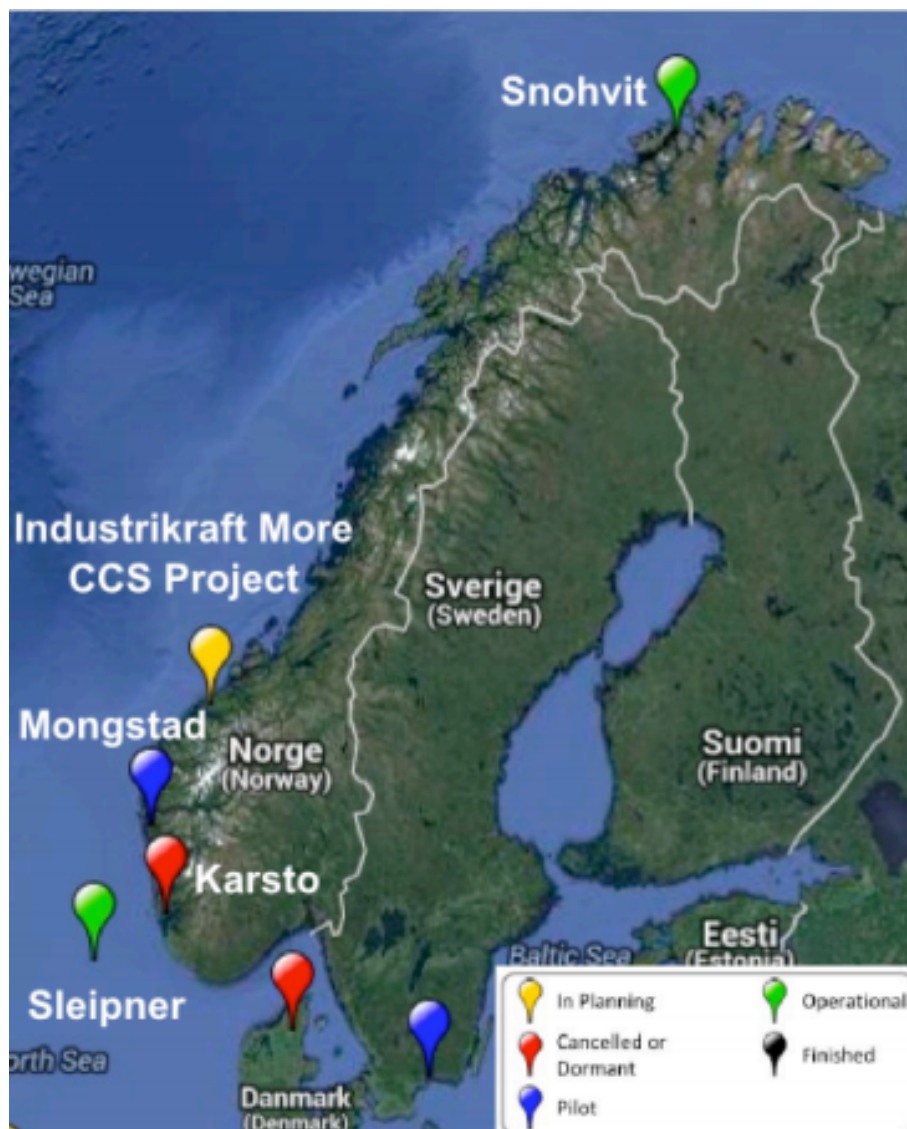 Snohvit
wegian
Sea
Industrikraft More
CCS Project
Sverige
(Sweden)
Mongstad
Norge
(Norway)
Suomi
(Finland)
Karsto
Eesti
(Estonia)
Baltic Sea
Sleipner
orth Sea
Danmark
(Denmark)
In Planning
Cancelled or
Dormant
Pilot
Operational
Finished